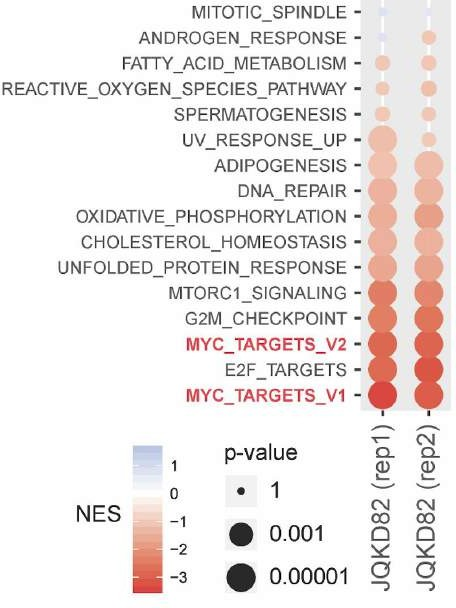 MITOTIC_SPINDLE
ANDROGEN_RESPONSE
FATTY_ACID_METABOLISM
REACTIVE_OXYGEN_SPECIES_PATHWAY
SPERMATOGENESIS
UV_RESPONSE_UP
ADIPOGENESIS
DNA_REPAIR
OXIDATIVE_PHOSPHORYLATION
CHOLESTEROL_HOMEOSTASIS
UNFOLDED_PROTEIN_RESPONSE
MTORC1_SIGNALING
G2M_CHECKPOINT
MYC_TARGETS_V2
E2F_TARGETS
MYC_TARGETS_V1
JQKD82 (rep1)
JQKD82 (rep2)
NES
1
0
−1
−2
−3
p-value
1
0.001
0.00001